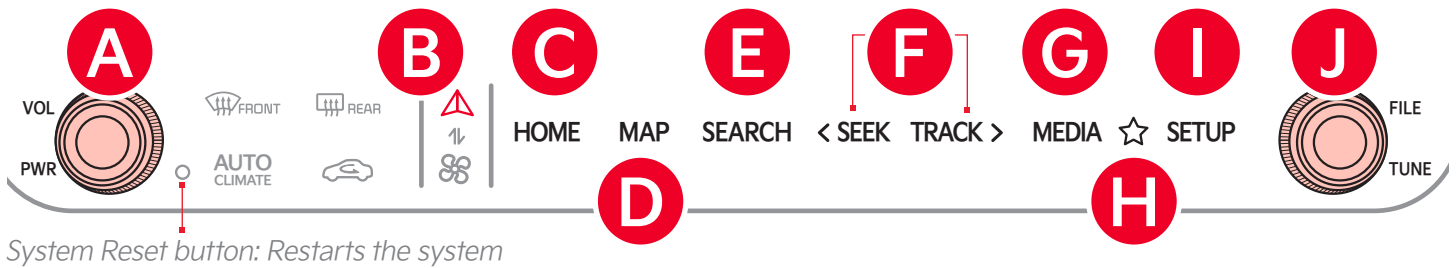 A B C E F G I J
VOL FRONT REAR FILE
HOME MAP SEARCH < SEEK TRACK > MEDIA SETUP
PWR AUTO CLIMATE TUNE
D H
System Reset button: Restarts the system